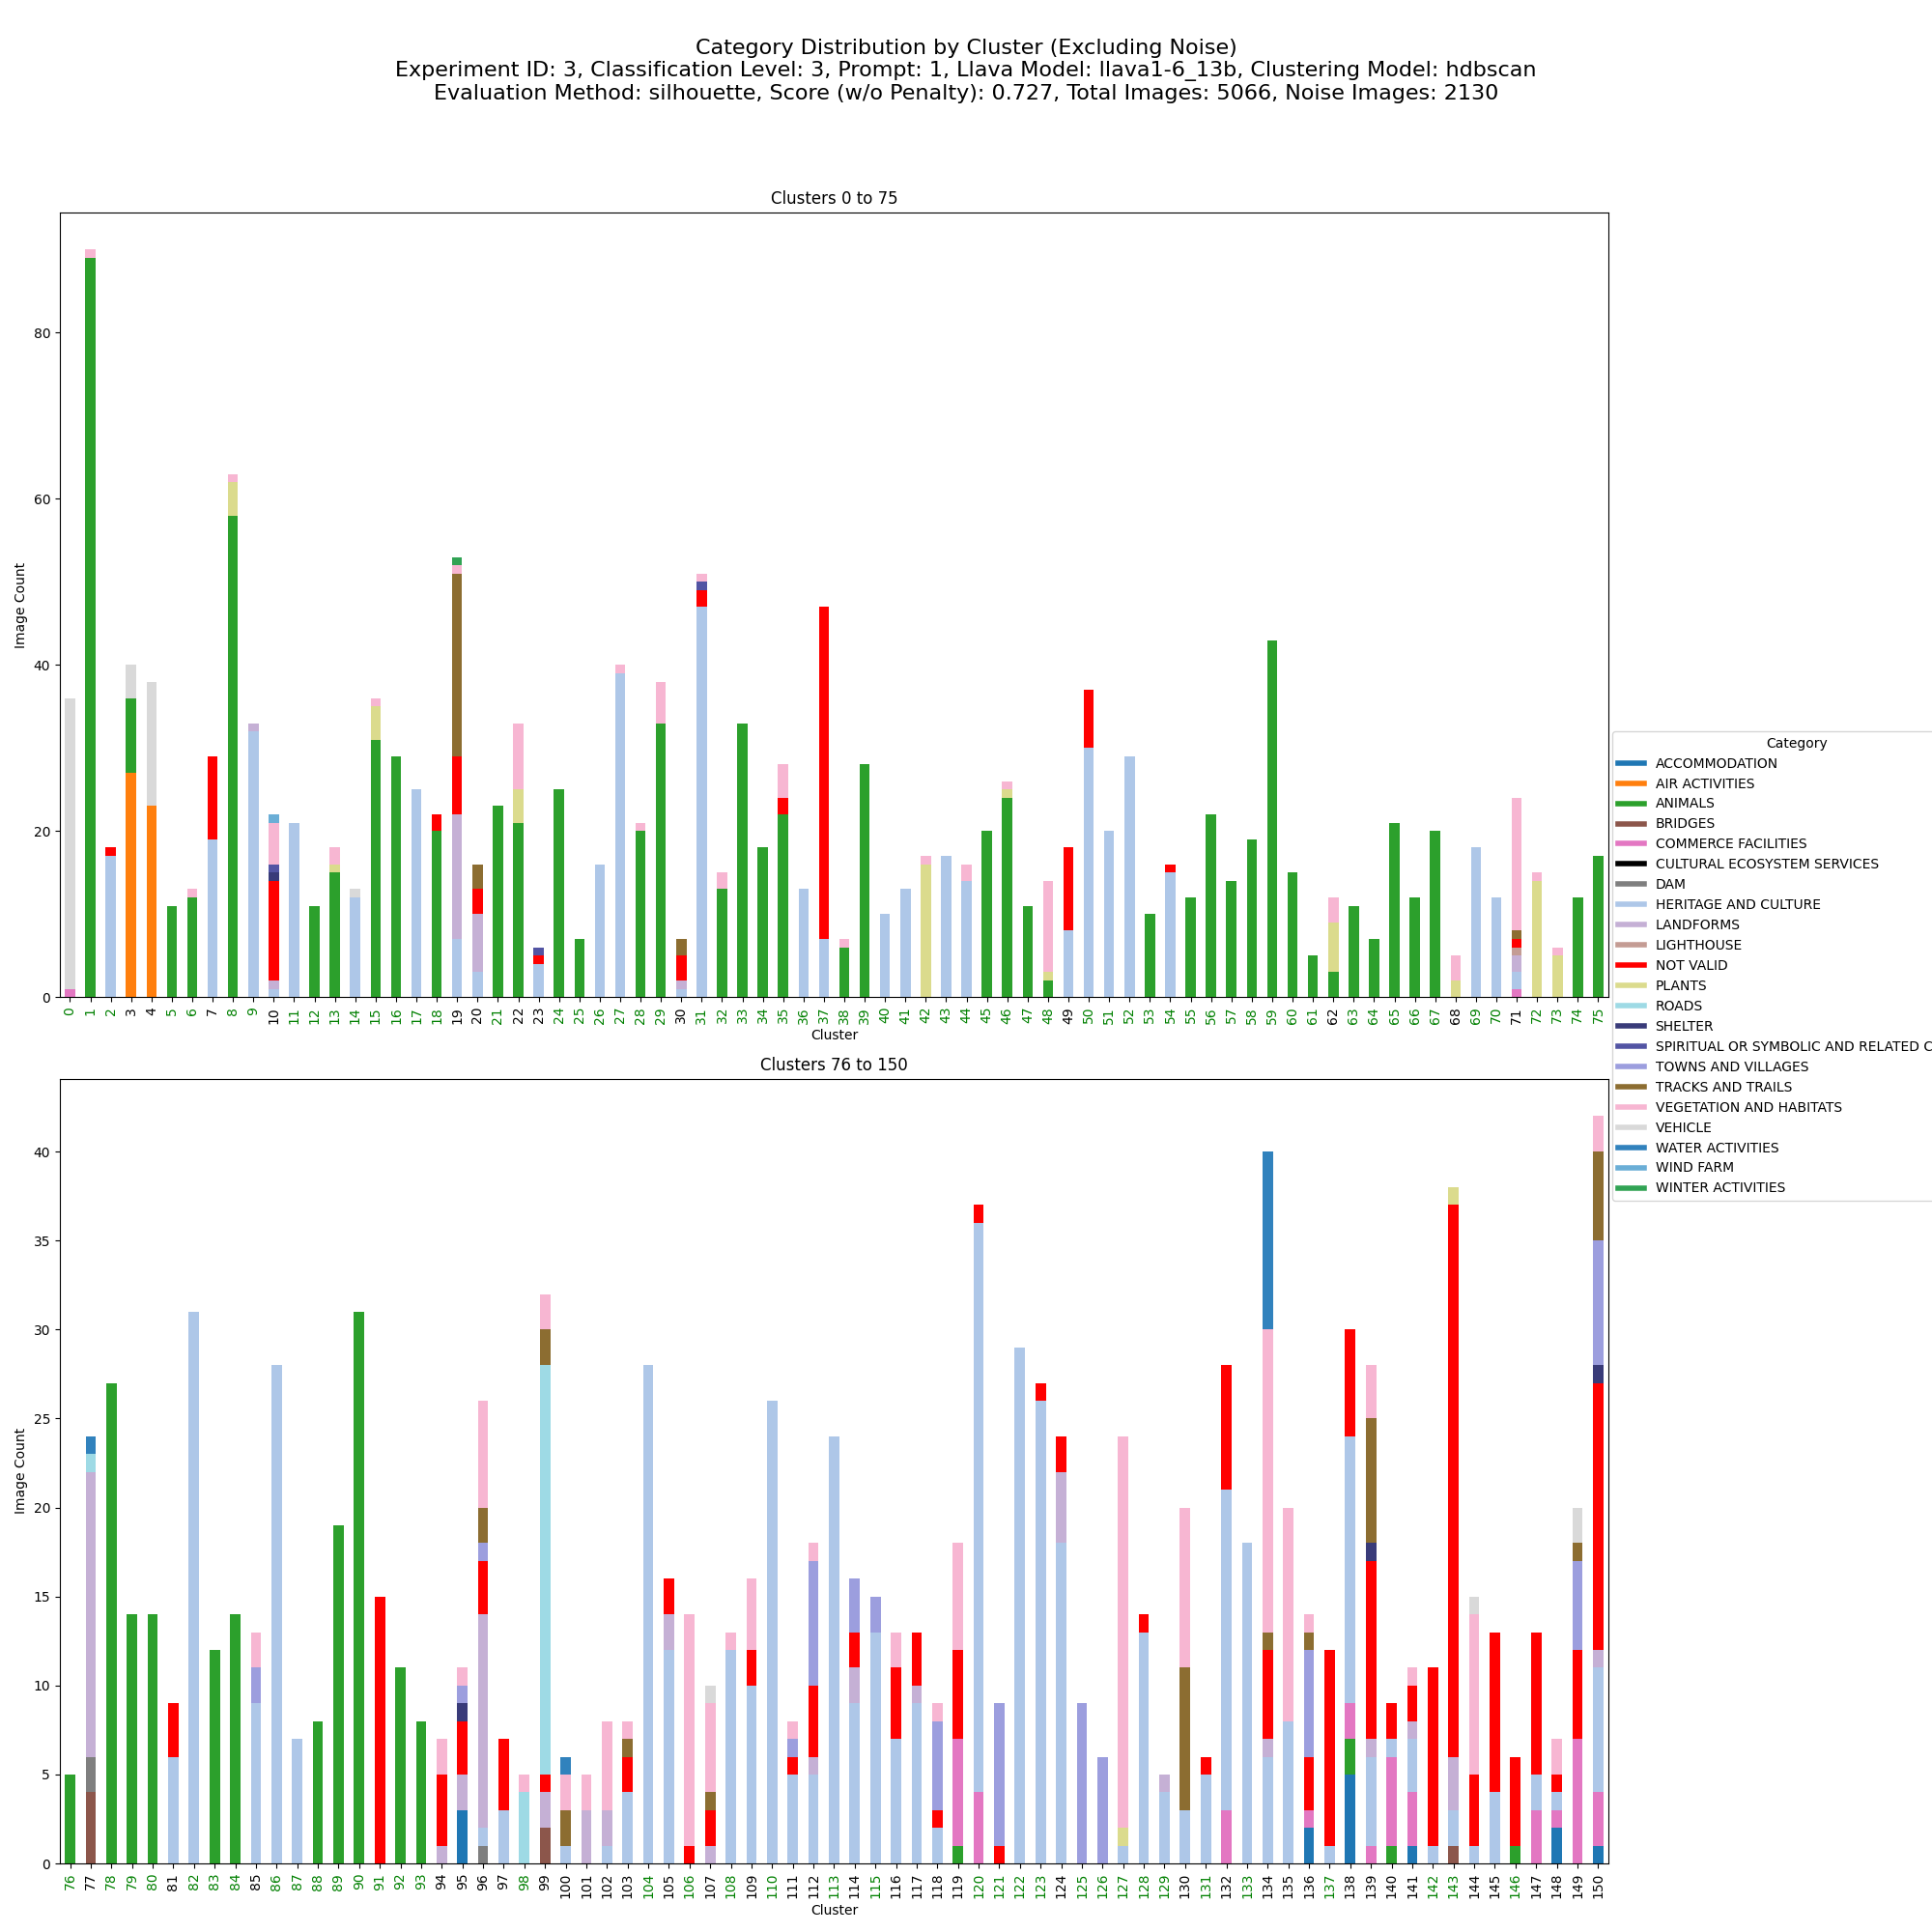 Category Distribution by Cluster (Excluding Noise)
Experiment ID: 3, Classification Level: 3, Prompt: 1, Llava Model: llava1-6_13b, Clustering Model: hdbscan
Evaluation Method: silhouette, Score (w/o Penalty): 0.727, Total Images: 5066, Noise Images: 2130
Clusters 0 to 75
Image Count
80
60
40
20
0
0 1 2 3 4 5 6 7 8 9 10 11 12 13 14 15 16 17 18 19 20 21 22 23 24 25 26 27 28 29 30 31 32 33 34 35 36 37 38 39 40 41 42 43 44 45 46 47 48 49 50 51 52 53 54 55 56 57 58 59 60 61 62 63 64 65 66 67 68 69 70 71 72 73 74 75
Cluster
Category
ACCOMMODATION
AIR ACTIVITIES
ANIMALS
BRIDGES
COMMERCE FACILITIES
CULTURAL ECOSYSTEM SERVICES
DAM
HERITAGE AND CULTURE
LANDFORMS
LIGHTHOUSE
NOT VALID
PLANTS
ROADS
SHELTER
SPIRITUAL OR SYMBOLIC AND RELATED C
TOWNS AND VILLAGES
TRACKS AND TRAILS
VEGETATION AND HABITATS
VEHICLE
WATER ACTIVITIES
WIND FARM
WINTER ACTIVITIES
Clusters 76 to 150
Image Count
40
35
30
25
20
15
10
5
0
76 77 78 79 80 81 82 83 84 85 86 87 88 89 90 91 92 93 94 95 96 97 98 99 100 101 102 103 104 105 106 107 108 109 110 111 112 113 114 115 116 117 118 119 120 121 122 123 124 125 126 127 128 129 130 131 132 133 134 135 136 137 138 139 140 141 142 143 144 145 146 147 148 149 150
Cluster